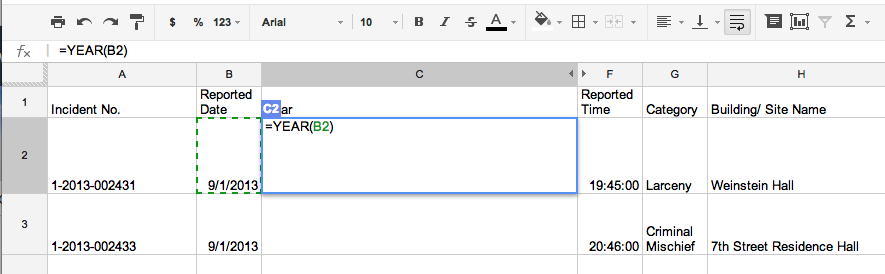 $ % 123 Arial 10 B I S A Σ
fx =YEAR(B2)
A B C F G H
Reported Reported
1 Incident No. Date C2 ar Time Category Building/ Site Name
=YEAR(B2)
2
1-2013-002431 9/1/2013 19:45:00 Larceny Weinstein Hall
3
Criminal
1-2013-002433 9/1/2013 20:46:00 Mischief 7th Street Residence Hall